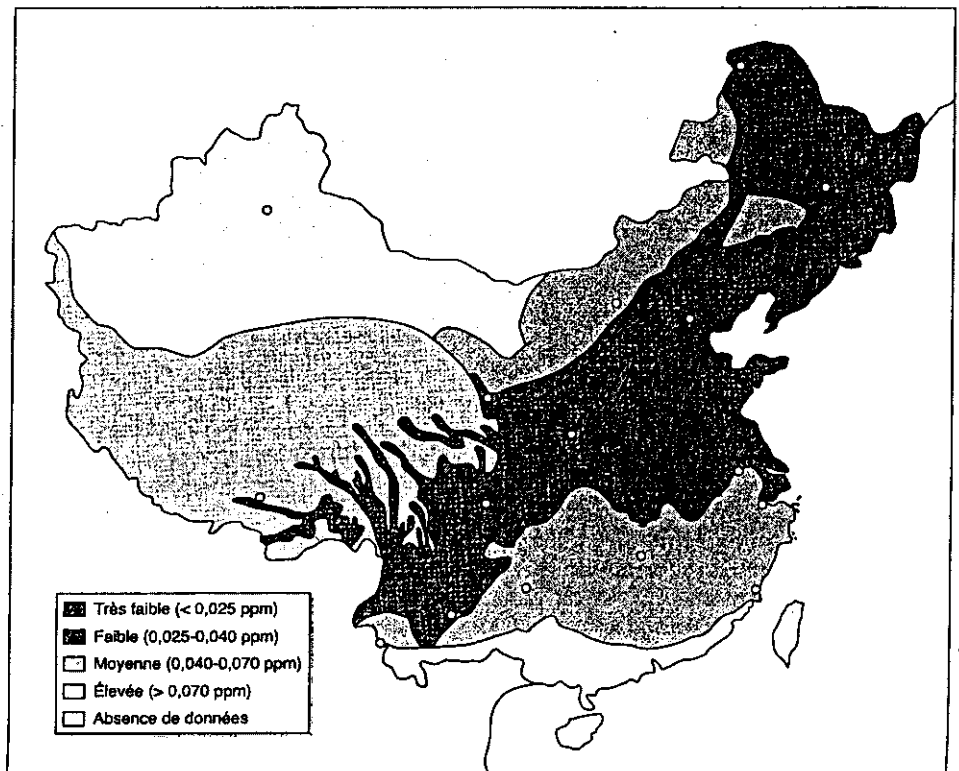 Très faible (< 0,025 ppm)
Faible (0,025-0,040 ppm)
Moyenne (0,040-0,070 ppm)
Élevée (> 0,070 ppm)
Absence de données